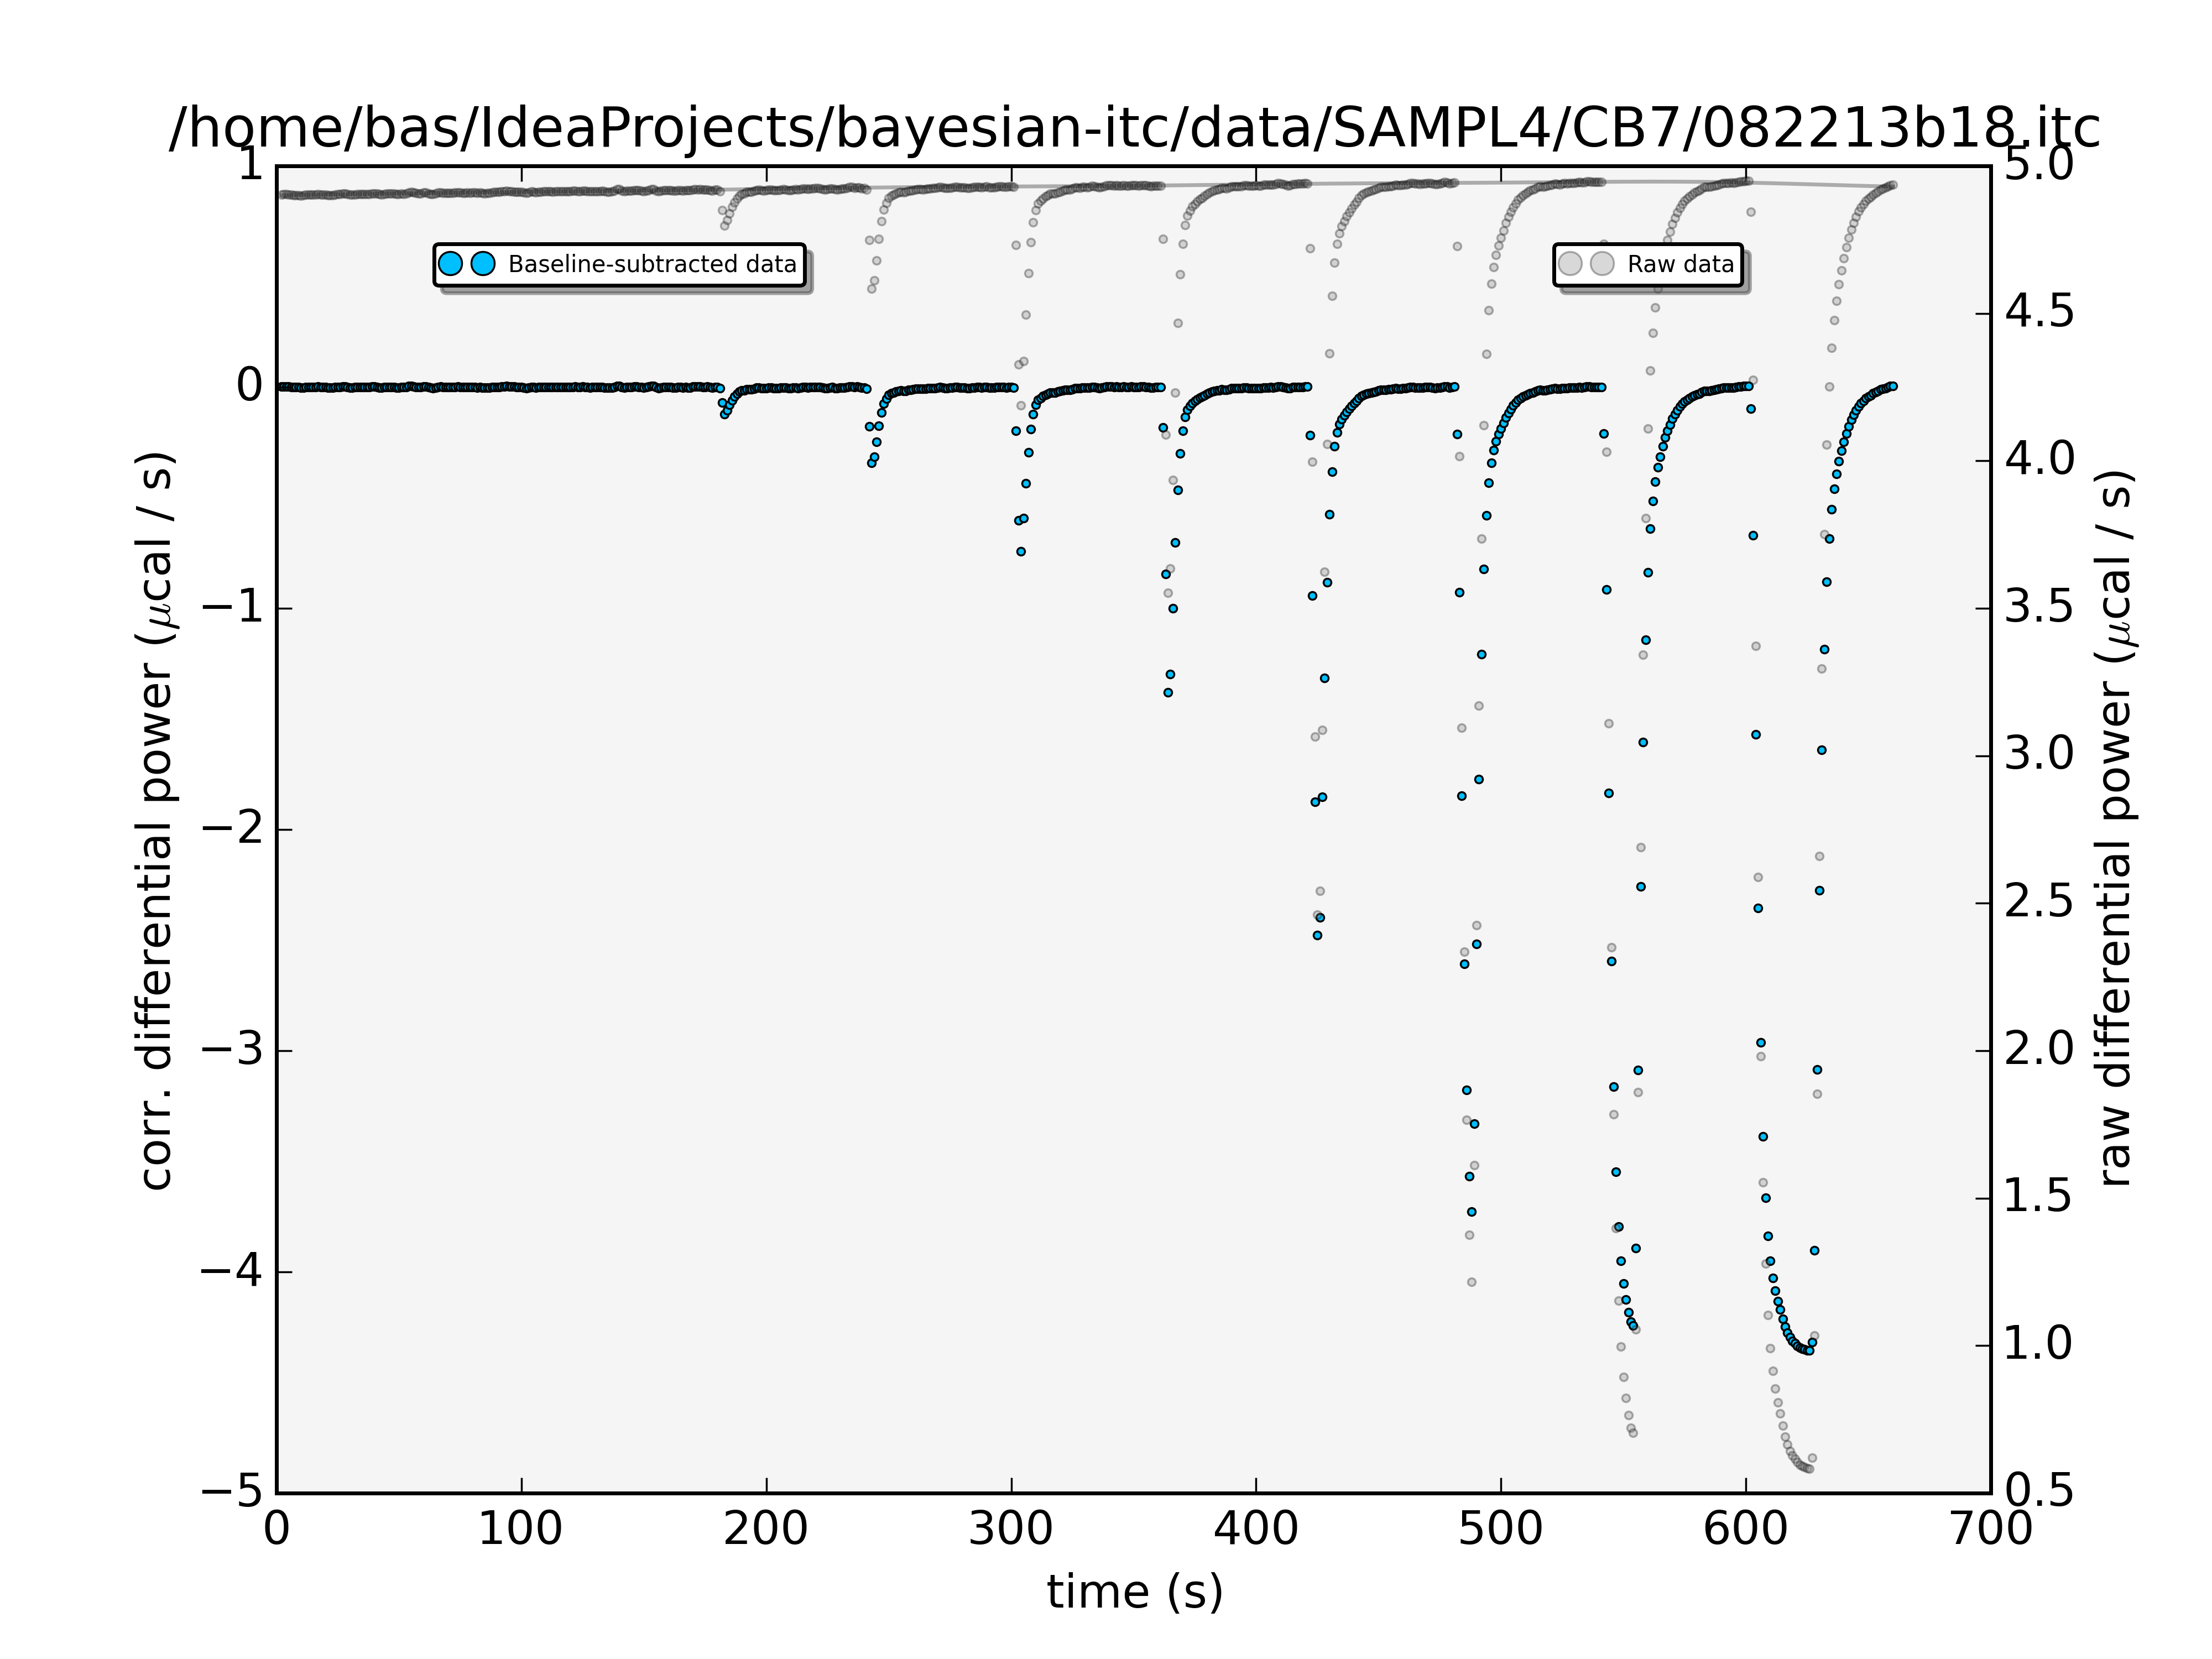 /home/bas/IdeaProjects/bayesian-itc/data/SAMPL4/CB7/082213b18.itc
corr. differential power (μcal / s)
1
0
−1
−2
−3
−4
−5
Baseline-subtracted data
Raw data
5.0
4.5
4.0
3.5
3.0
2.5
2.0
1.5
1.0
0.5
raw differential power (μcal / s)
0 100 200 300 400 500 600 700
time (s)